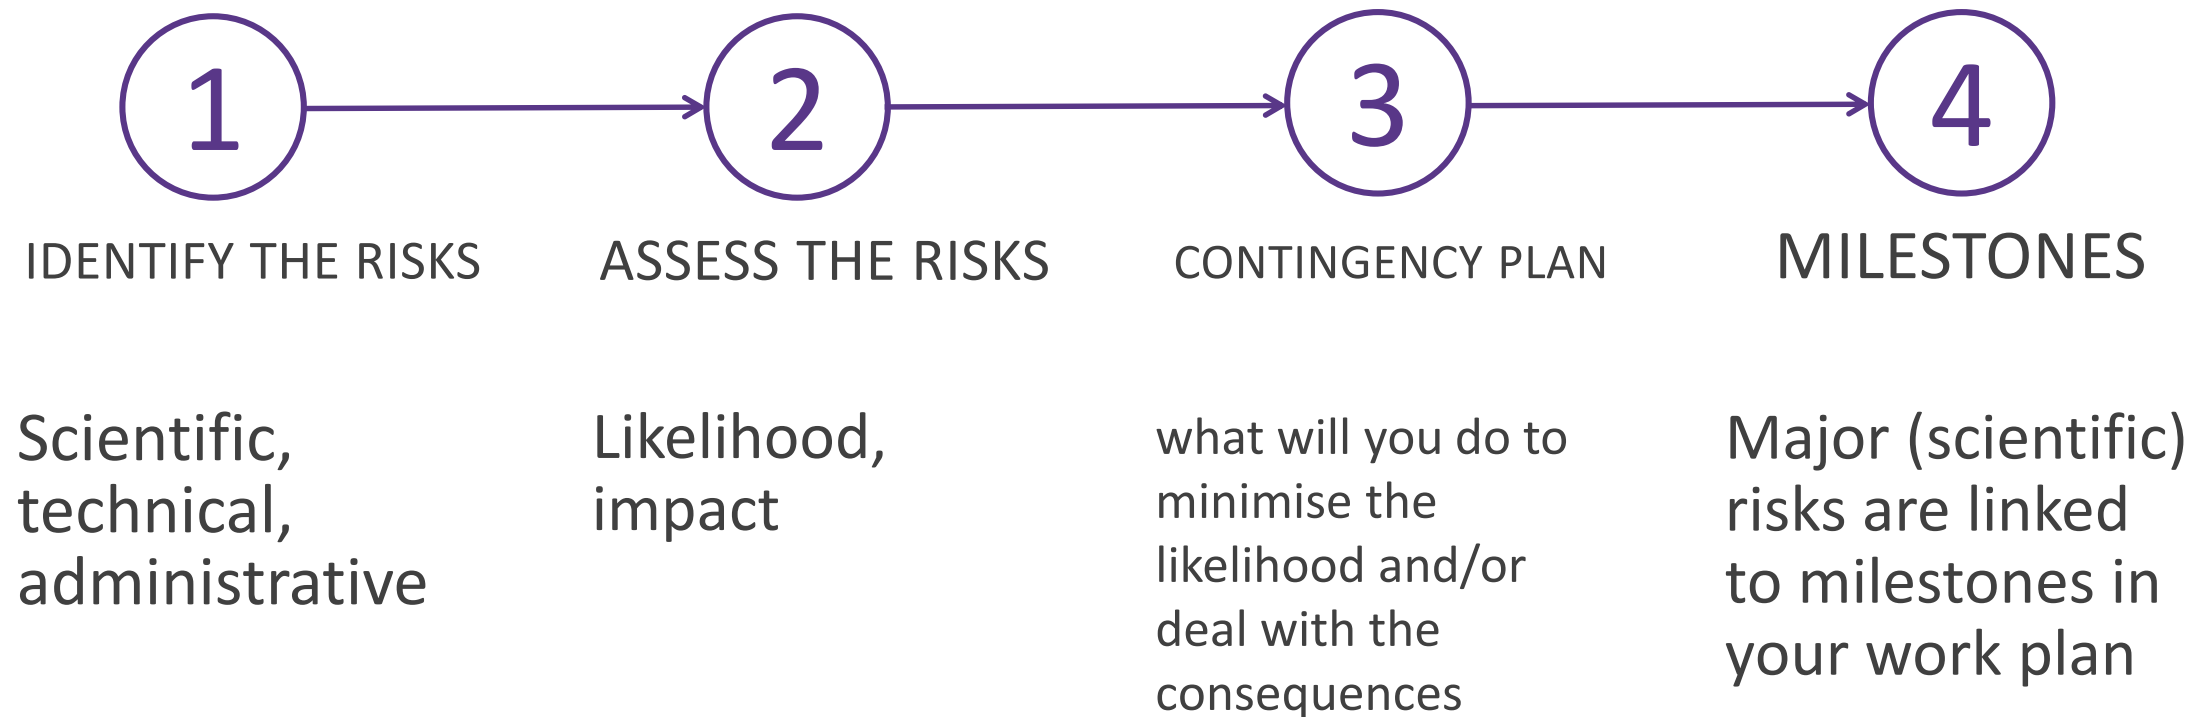 1
2
3
4
IDENTIFY THE RISKS
ASSESS THE RISKS
CONTINGENCY PLAN
MILESTONES
Scientific,
technical,
administrative
Likelihood,
impact
what will you do to
minimise the
likelihood and/or
deal with the
consequences
Major (scientific)
risks are linked
to milestones in
your work plan